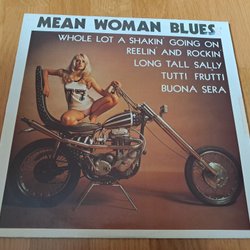 MEAN WOMAN BLUES
WHOLE LOT A SHAKIN GOING ON
REELIN AND ROCKIN
LONG TALL SALLY
TUTTI FRUTTI
BUONA SERA